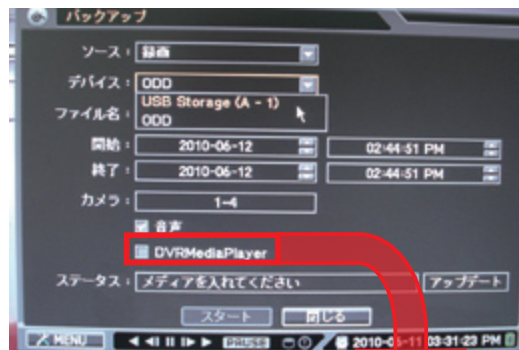 バックアップ
ソース : 録画
デバイス : ODD
USB Storage (A - 1)
ODD
ファイル名 :
開始 : 2010-06-12 02:44:51 PM
終了 : 2010-06-12 02:44:51 PM
カメラ : 1-4
音声
DVRMediaPlayer
ステータス : メディアを入れてください アップデート
スタート 閉じる
MENU PAUSE 2010-06-11 03:31:23 PM